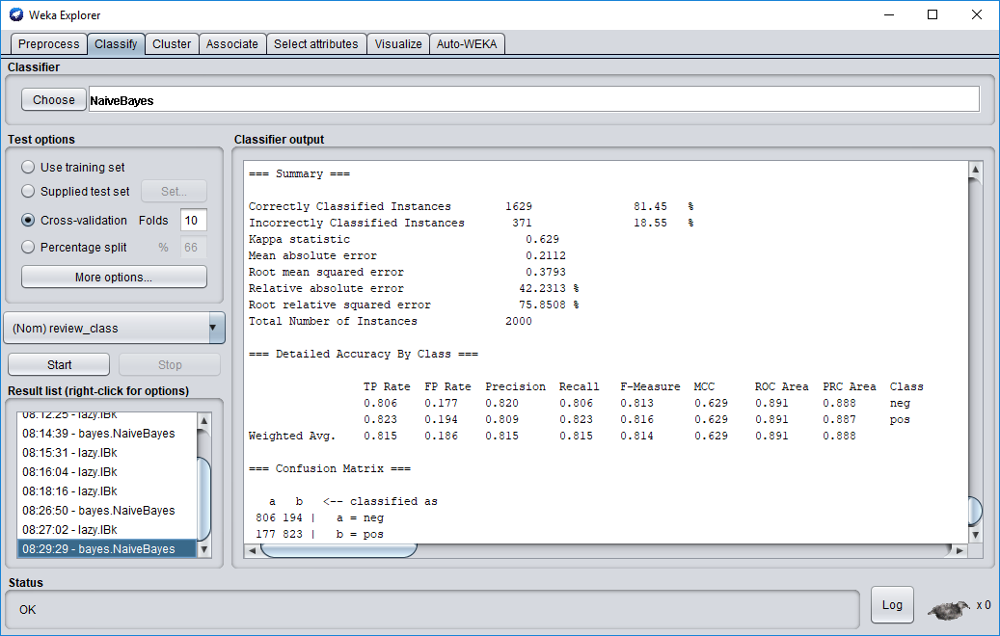 Weka Explorer
Preprocess Classify Cluster Associate Select attributes Visualize Auto-WEKA
Classifier
Choose NaiveBayes
Test options
Use training set
Supplied test set Set...
Cross-validation Folds 10
Percentage split % 66
More options...
(Nom) review_class
Start Stop
Result list (right-click for options)
08:12:25 - lazy.IBk
08:14:39 - bayes.NaiveBayes
08:15:31 - lazy.IBk
08:16:04 - lazy.IBk
08:18:16 - lazy.IBk
08:26:50 - bayes.NaiveBayes
08:27:02 - lazy.IBk
08:29:29 - bayes.NaiveBayes
Classifier output
=== Summary ===
Correctly Classified Instances 1629 81.45 %
Incorrectly Classified Instances 371 18.55 %
Kappa statistic 0.629
Mean absolute error 0.2112
Root mean squared error 0.3793
Relative absolute error 42.2313 %
Root relative squared error 75.8508 %
Total Number of Instances 2000
=== Detailed Accuracy By Class ===
TP Rate FP Rate Precision Recall F-Measure MCC ROC Area PRC Area Class
0.806 0.177 0.820 0.806 0.813 0.629 0.891 0.888 neg
0.823 0.194 0.809 0.823 0.816 0.629 0.891 0.887 pos
Weighted Avg. 0.815 0.186 0.815 0.815 0.814 0.629 0.891 0.888
=== Confusion Matrix ===
a b <-- classified as
806 194 | a = neg
177 823 | b = pos
Status
OK
Log
x 0